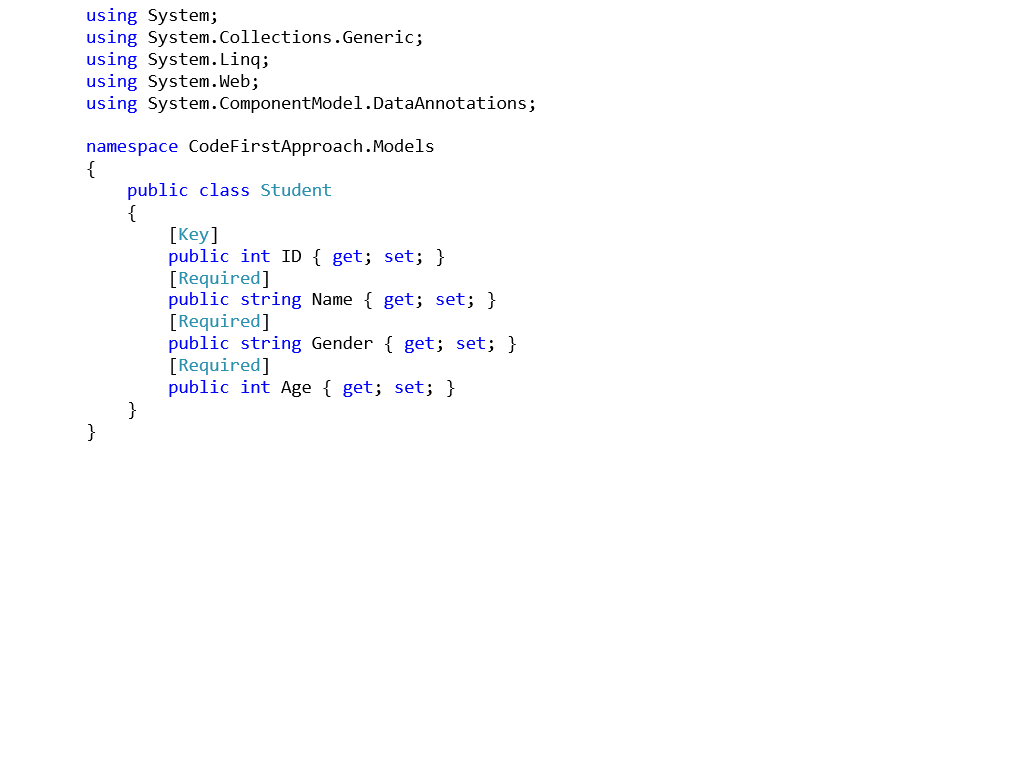 using System;
using System.Collections.Generic;
using System.Linq;
using System.Web;
using System.ComponentModel.DataAnnotations;

namespace CodeFirstApproach.Models
{
    public class Student
    {
        [Key]
        public int ID { get; set; }
        [Required]
        public string Name { get; set; }
        [Required]
        public string Gender { get; set; }
        [Required]
        public int Age { get; set; }
    }
}